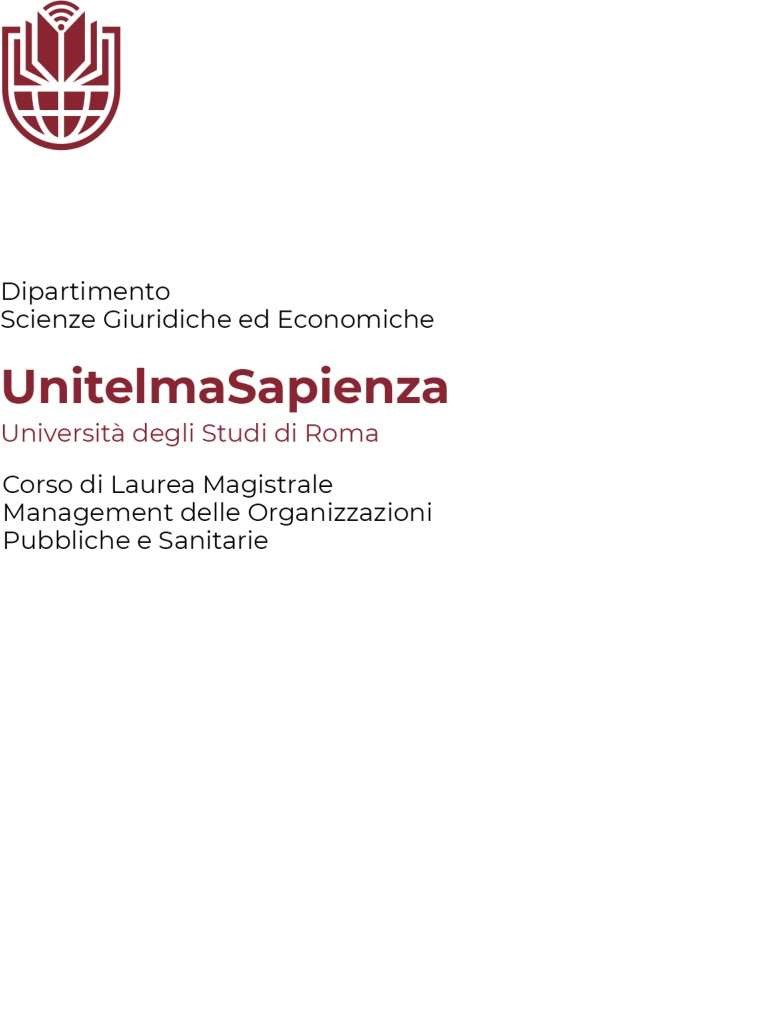 Dipartimento
Scienze Giuridiche ed Economiche
UnitelmaSapienza
Università degli Studi di Roma
Corso di Laurea Magistrale
Management delle Organizzazioni
Pubbliche e Sanitarie